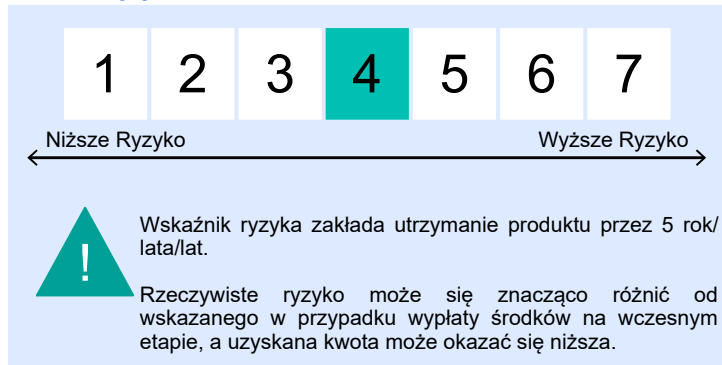 1 2 3 4 5 6 7
Niższe Ryzyko Wyższe Ryzyko
!
Wskaźnik ryzyka zakłada utrzymanie produktu przez 5 rok/
lata/lat.
Rzeczywiste ryzyko może się znacząco różnić od
wskazanego w przypadku wypłaty środków na wczesnym
etapie, a uzyskana kwota może okazać się niższa.